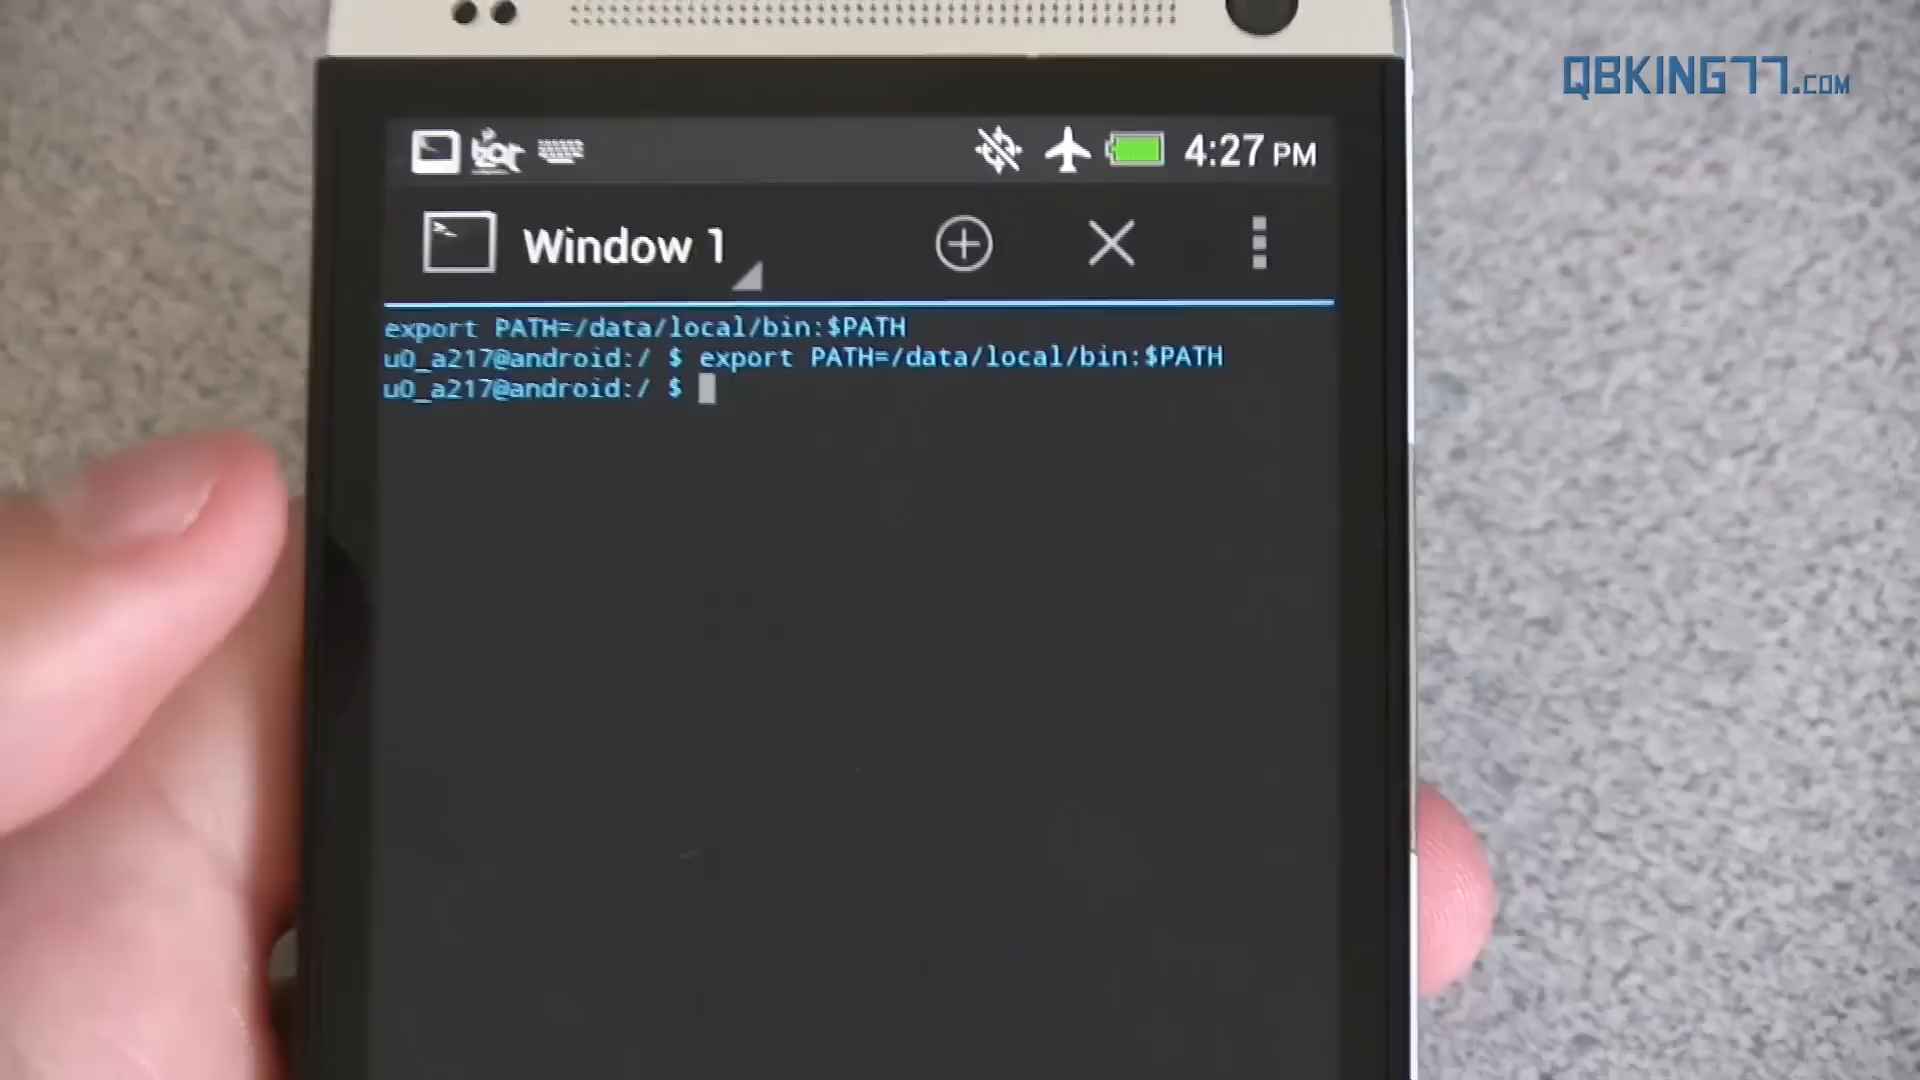 QBKING77.COM
4:27 PM
Window 1
export PATH=/data/local/bin:$PATH
u0_a217@android:/ $ export PATH=/data/local/bin:$PATH
u0_a217@android:/ $